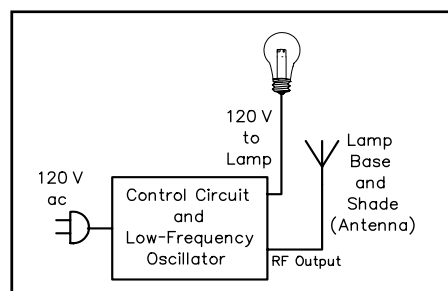 120 V
to
Lamp
Lamp
Base
and
Shade
(Antenna)
120 V
ac
Control Circuit
and
Low-Frequency
Oscillator
RF Output